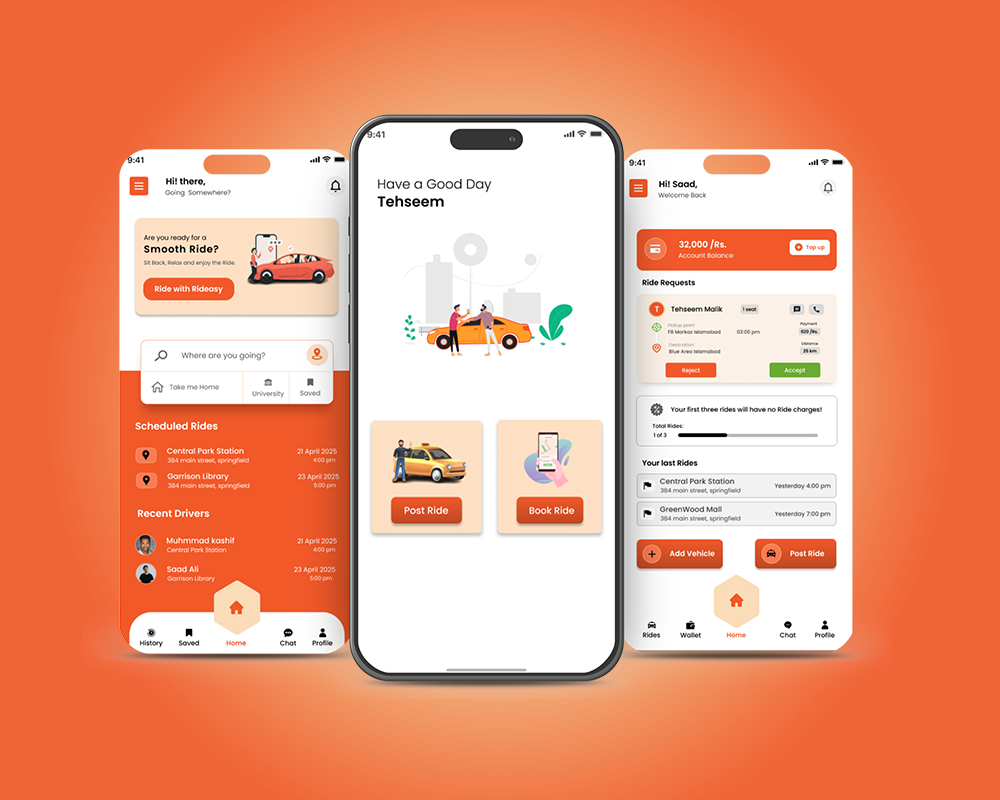 9:41
Hi! there,
Going Somewhere?
Are you ready for a
Smooth Ride?
Sit Back, Relax and enjoy the Ride.
Ride with Rideasy
Where are you going?
Take me Home
University
Saved
Scheduled Rides
Central Park Station
21 April 2025
384 main street, springfield
4:00 pm
Garrison Library
23 April 2025
384 main street, springfield
5:00 pm
Recent Drivers
Muhmmad kashif
21 April 2025
Central Park Station
4:00 pm
Saad Ali
23 April 2025
Garrison Library
5:00 pm
History
Saved
Home
Chat
Profile
9:41
Have a Good Day
Tehseem
Post Ride
Book Ride
9:41
Hi! Saad,
Welcome Back
32,000 /Rs.
Account Balance
Top up
Ride Requests
T
Tehseem Malik
1 seat
Pickup point
F8 Markaz Islamabad
03:00 pm
Payment
620 /Rs.
Destination
Blue Area Islamabad
Distance
25 km
Reject
Accept
Your first three rides will have no Ride charges!
Total Rides:
1 of 3
Your last Rides
Central Park Station
384 main street, springfield
Yesterday 4:00 pm
GreenWood Mall
384 main street, springfield
Yesterday 7:00 pm
Add Vehicle
Post Ride
Rides
Wallet
Home
Chat
Profile